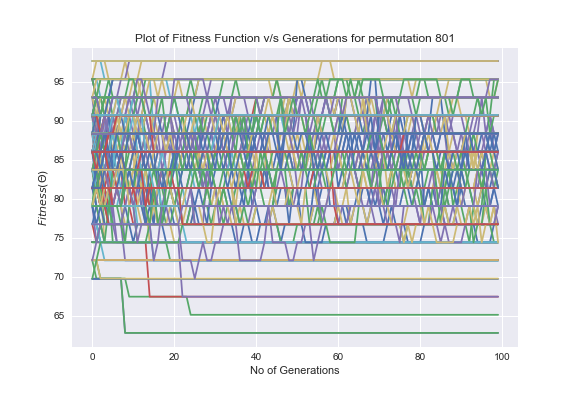 Plot of Fitness Function v/s Generations for permutation 801
95
90
85
80
75
70
65
Fitness(Θ)
0 20 40 60 80 100
No of Generations